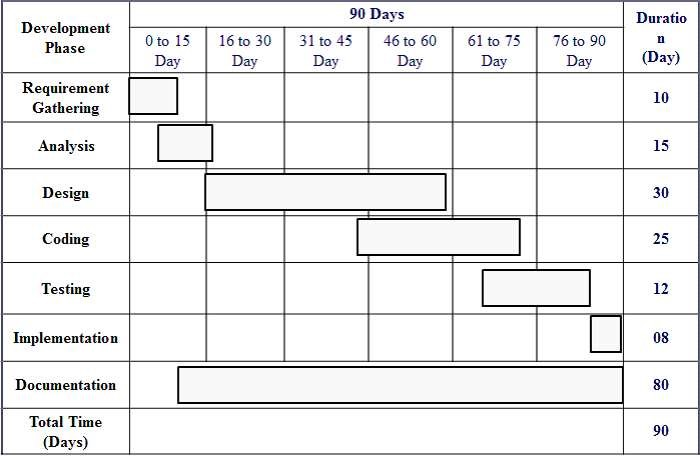 90 Days
Development
Phase
Duratio
n
(Day)
0 to 15
Day
16 to 30
Day
31 to 45
Day
46 to 60
Day
61 to 75
Day
76 to 90
Day
Requirement
Gathering
10
Analysis
15
Design
30
Coding
25
Testing
12
Implementation
08
Documentation
80
Total Time
(Days)
90